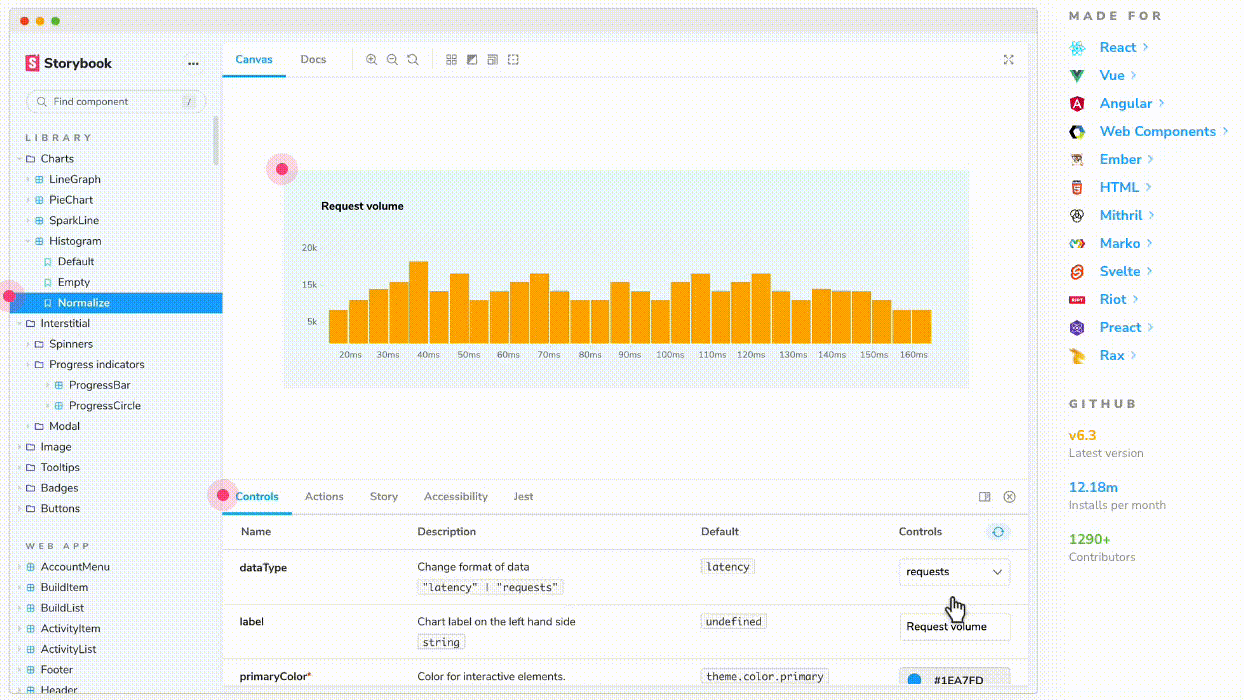 Storybook
Find component
/
LIBRARY
Charts
LineGraph
PieChart
SparkLine
Histogram
Default
Empty
Normalize
Interstitial
Spinners
Progress indicators
ProgressBar
ProgressCircle
Modal
Image
Tooltips
Badges
Buttons
WEB APP
AccountMenu
BuildItem
BuildList
ActivityItem
ActivityList
Footer
Header
Canvas
Docs
Request volume
20k
15k
5k
20ms 30ms 40ms 50ms 60ms 70ms 80ms 90ms 100ms 110ms 120ms 130ms 140ms 150ms 160ms
Controls Actions Story Accessibility Jest
Name Description Default Controls
dataType Change format of data latency requests
"latency" | "requests"
label Chart label on the left hand side undefined Request volume
string
primaryColor* Color for interactive elements. theme.color.primary #1EA7FD
MADE FOR
React
Vue
Angular
Web Components
Ember
HTML
Mithril
Marko
Svelte
RIOT Riot
Preact
Rax
GITHUB
v6.3
Latest version
12.18m
Installs per month
1290+
Contributors